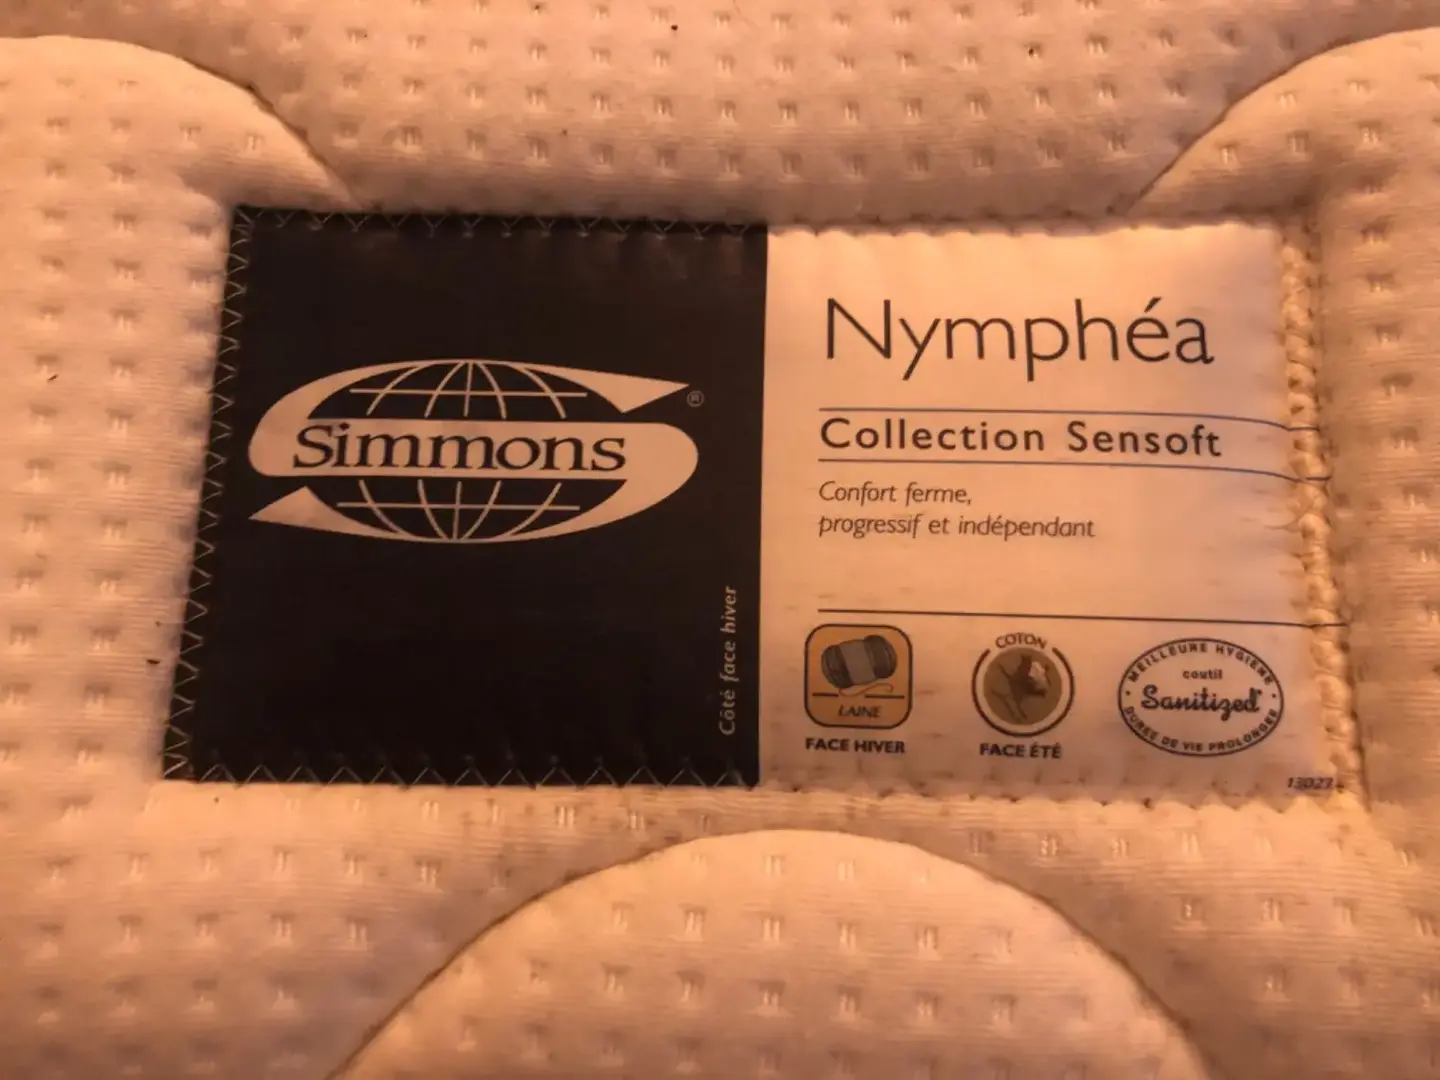 Simmons®
Côté face hiver
Nymphéa
Collection Sensoft
Confort ferme,
progressif et indépendant
LAINE
FACE HIVER
COTON
FACE ÉTÉ
MEILLEURE HYGIÈNE
coutil
Sanitized®
DURÉE DE VIE PROLONGÉE